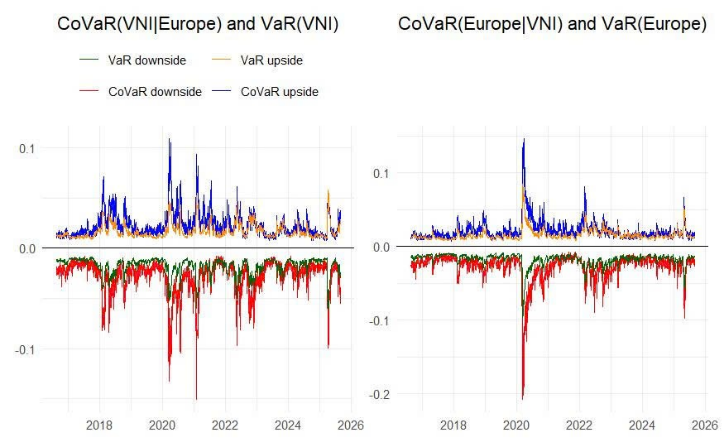 CoVaR(VNI|Europe) and VaR(VNI)
CoVaR(Europe|VNI) and VaR(Europe)
VaR downside
VaR upside
CoVaR downside
CoVaR upside
0.1
0.0
-0.1
2018 2020 2022 2024 2026
0.1
0.0
-0.1
-0.2
2018 2020 2022 2024 2026